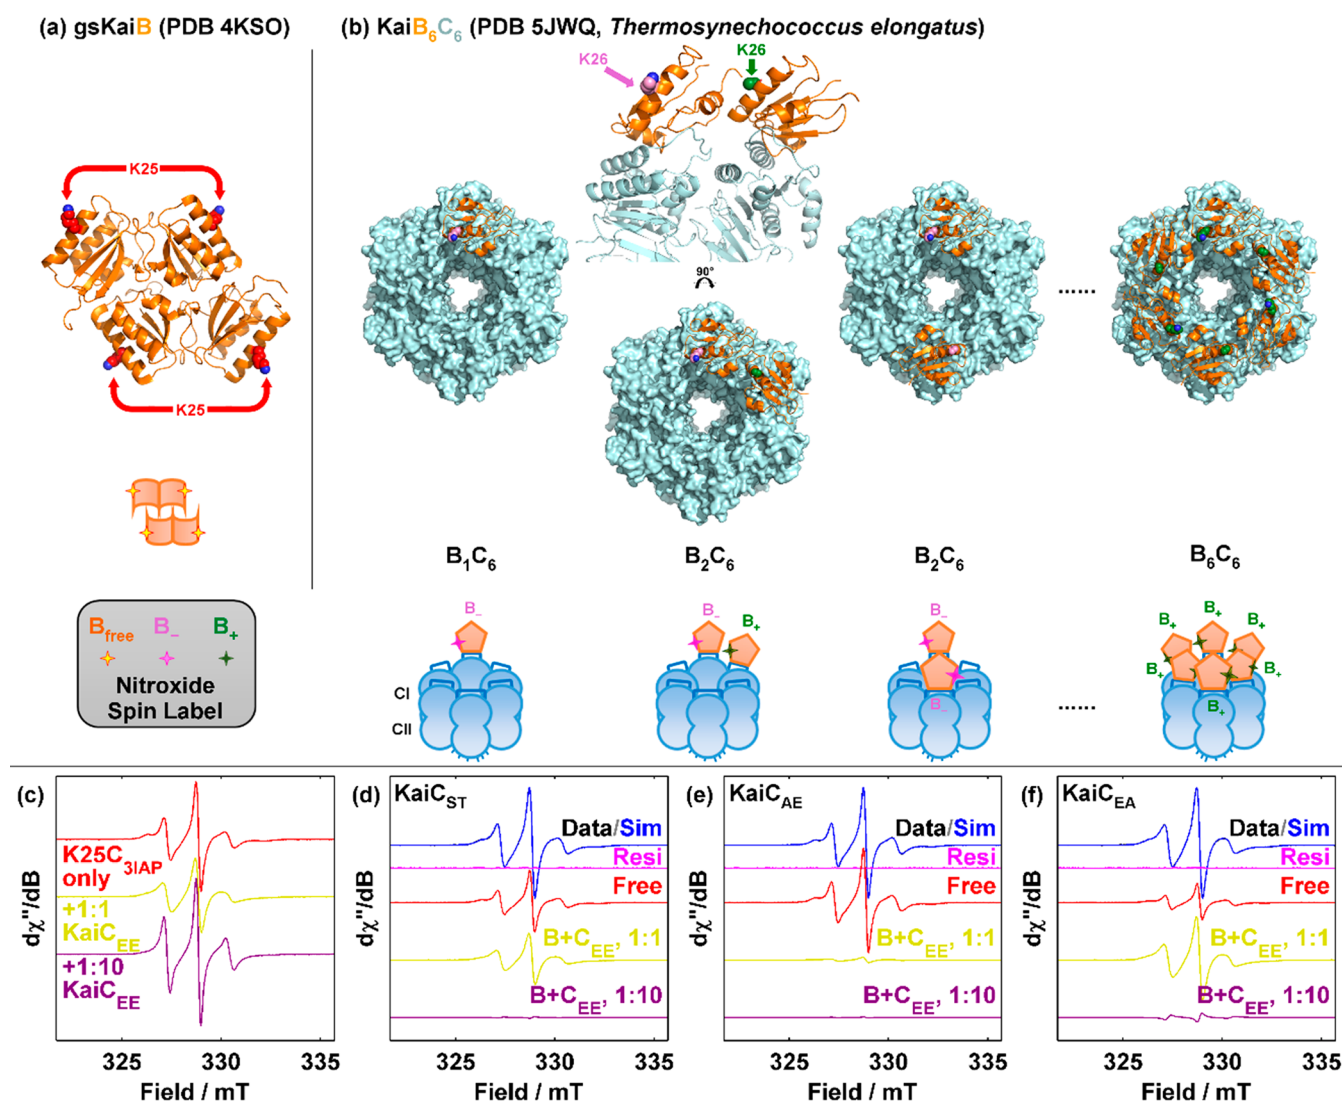 (a) gsKaiB (PDB 4KSO)
(b) KaiB6C6 (PDB 5JWQ, Thermosynechococcus elongatus)
K26
K26
K25
K25
90°
......
B1C6
B2C6
B2C6
B6C6
Bfree B– B+
Nitroxide
Spin Label
B–
B–
B+
B–
B–
B+
B+
B+
B+
B+
B+
CI
CII
......
(c)
K25C3IAP
only
+1:1
KaiCEE
+1:10
KaiCEE
dχ"/dB
325 330 335
Field / mT
(d) KaiCST
Data/Sim
Resi
Free
B+CEE, 1:1
B+CEE, 1:10
dχ"/dB
325 330 335
Field / mT
(e) KaiCAE
Data/Sim
Resi
Free
B+CEE, 1:1
B+CEE, 1:10
dχ"/dB
325 330 335
Field / mT
(f) KaiCEA
Data/Sim
Resi
Free
B+CEE, 1:1
B+CEE, 1:10
dχ"/dB
325 330 335
Field / mT